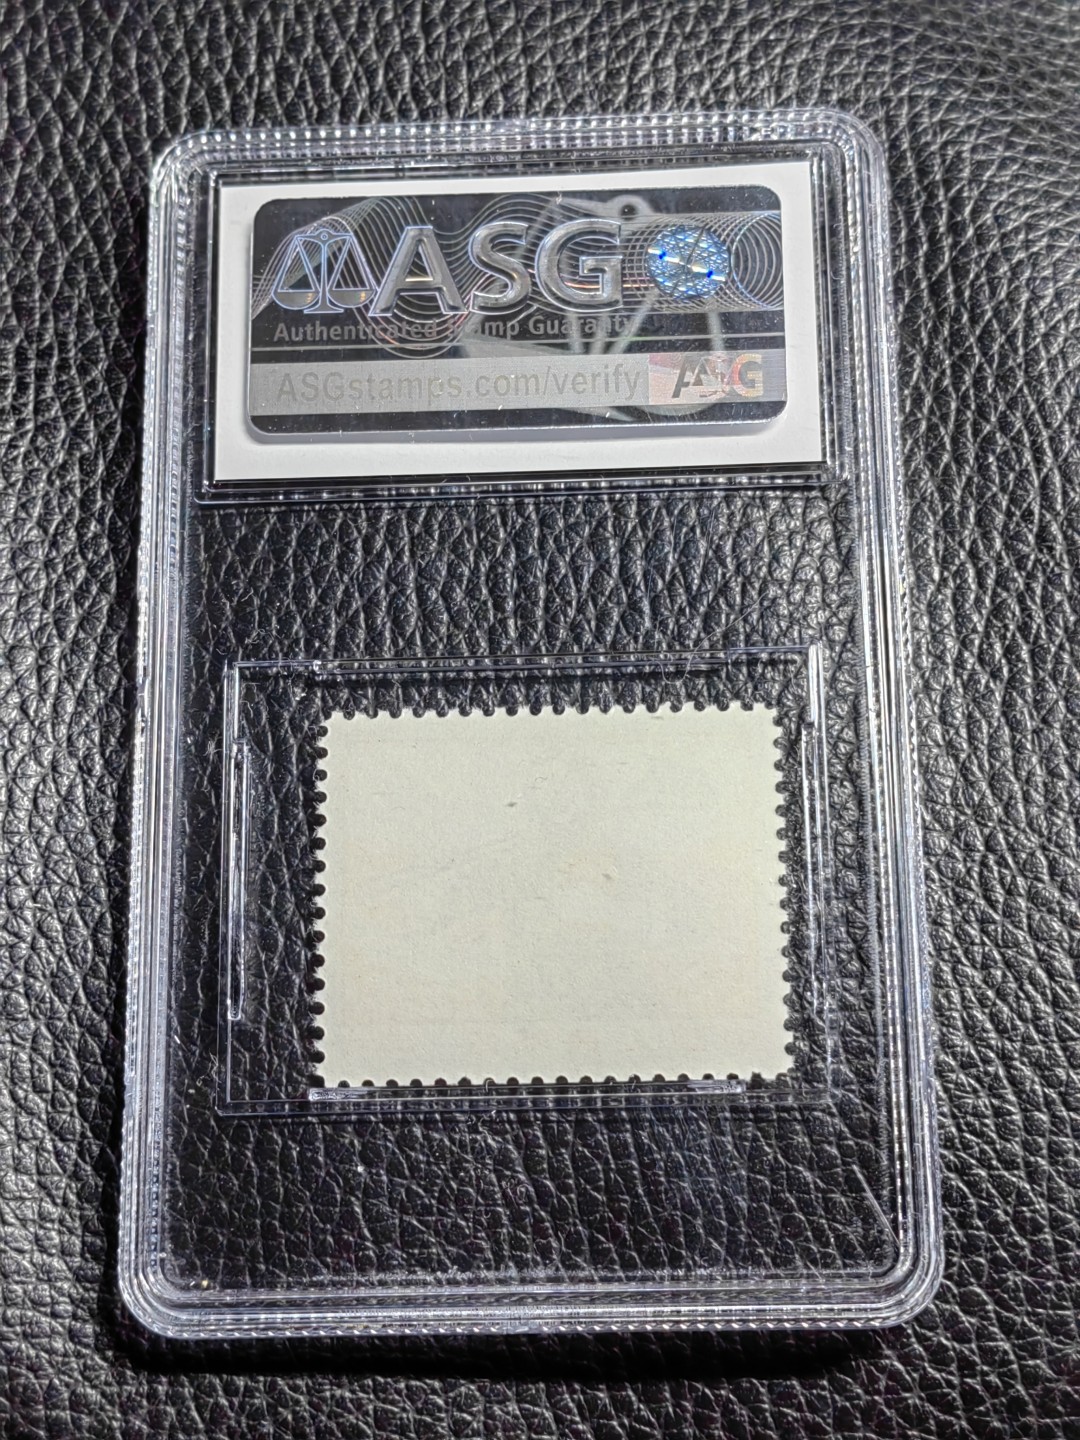 ASG
Authenticated Stamp Guaranty
ASGstamps.com/verify ASG